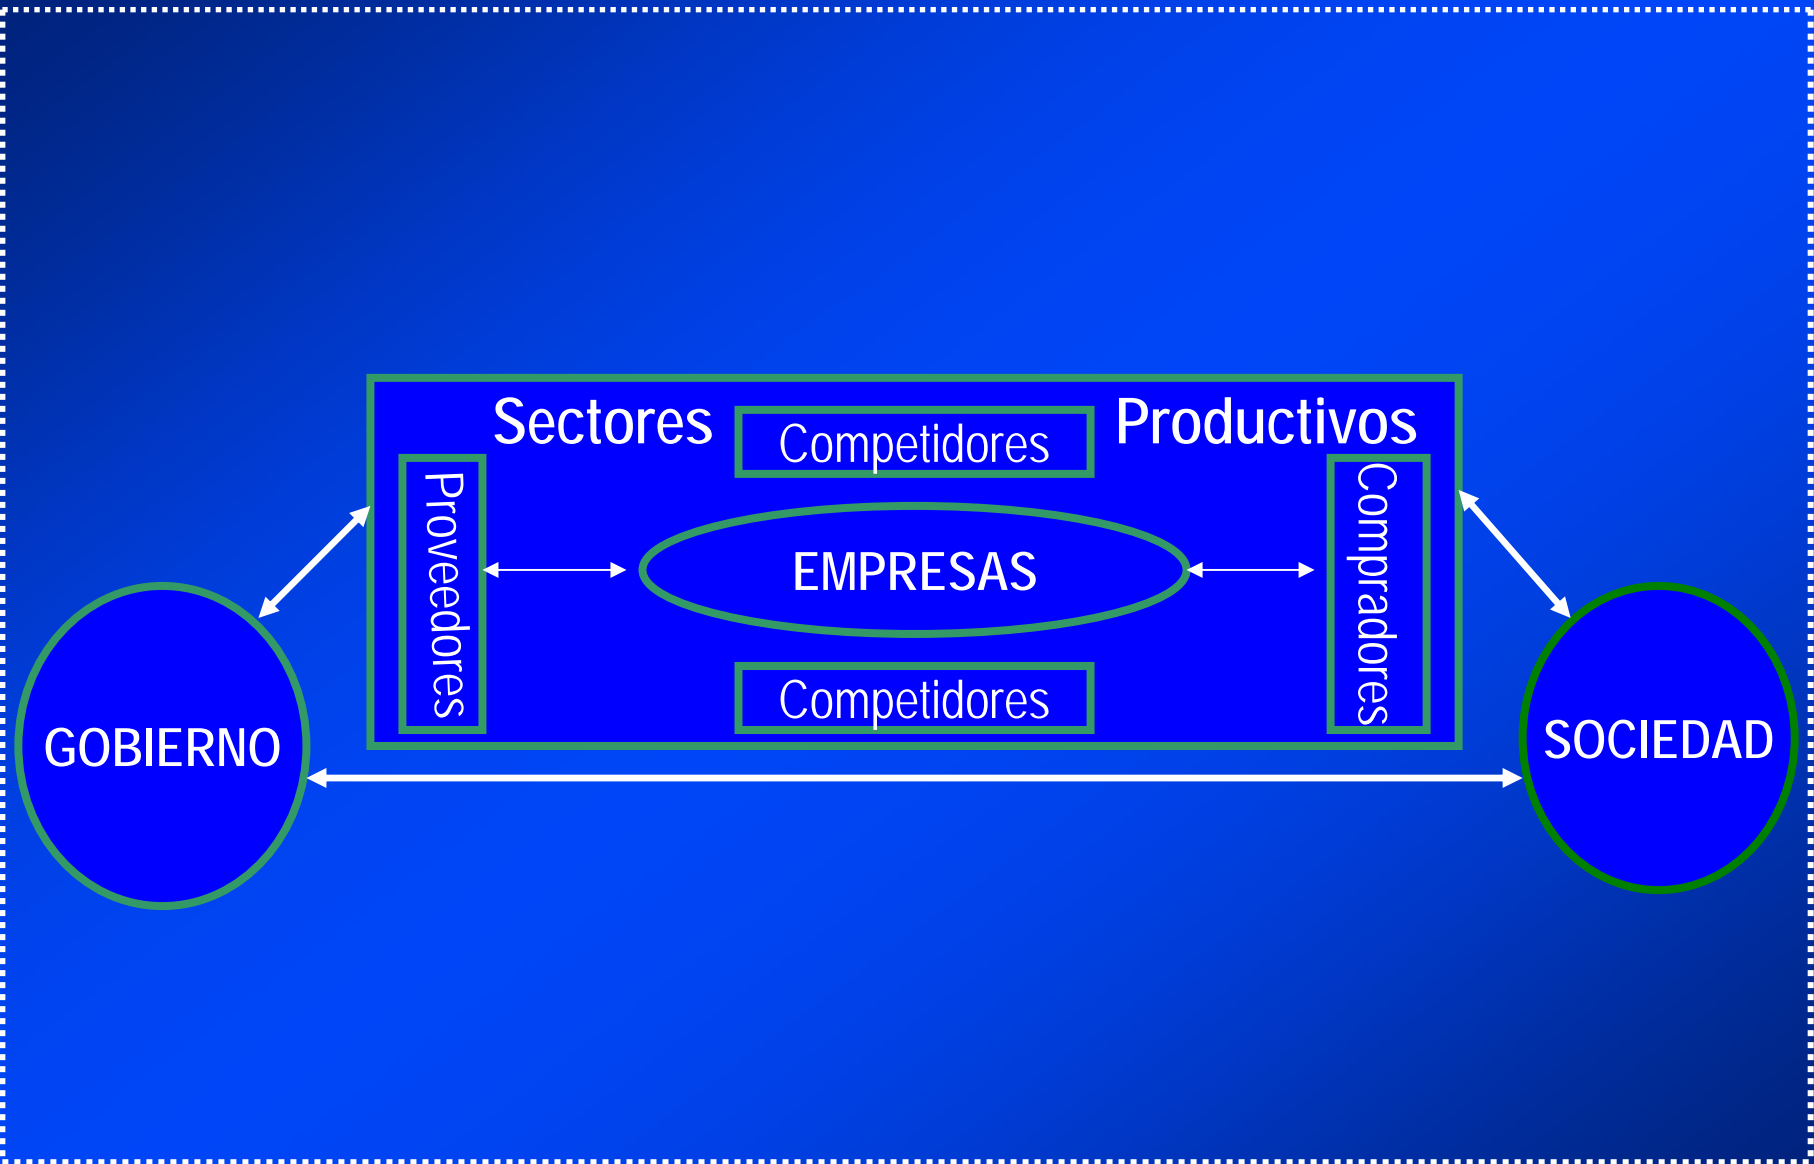 Sectores Productivos
Competidores
Proveedores
EMPRESAS
Compradores
Competidores
GOBIERNO
SOCIEDAD